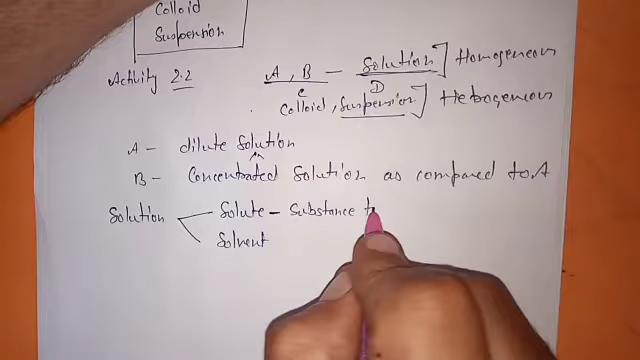 Colloid
Suspension
Activity 2.2
A, B – Solution] Homogeneous
C D
Colloid, Suspension] Hetrogenous
A – dilute solution
B – Concentrated Solution as compared to A
Solution
Solute – Substance t
Solvent